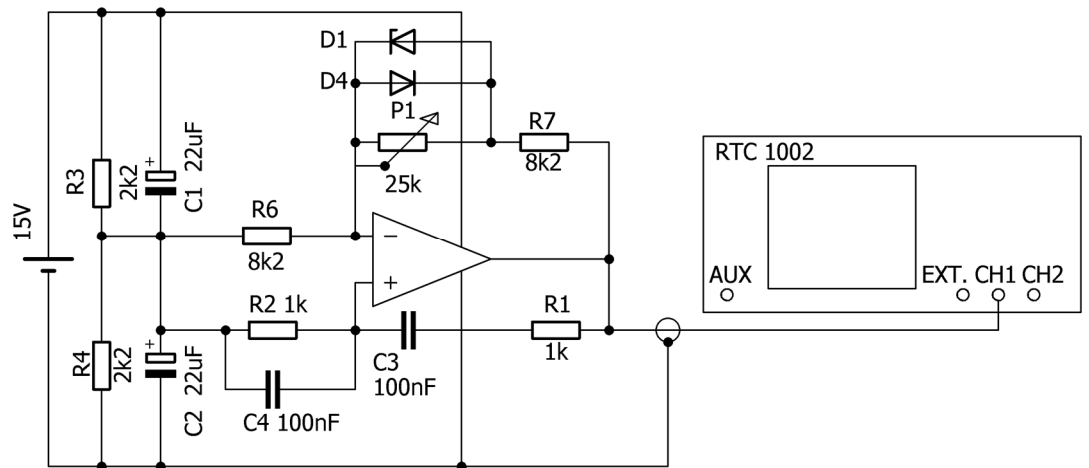 D1
D4
P1
25k
R7
8k2
RTC 1002
AUX
EXT. CH1 CH2
15V
R3
2k2
+
22uF
C1
R6
8k2
−
+
R2 1k
C3
100nF
R1
1k
C4 100nF
R4
2k2
+
22uF
C2